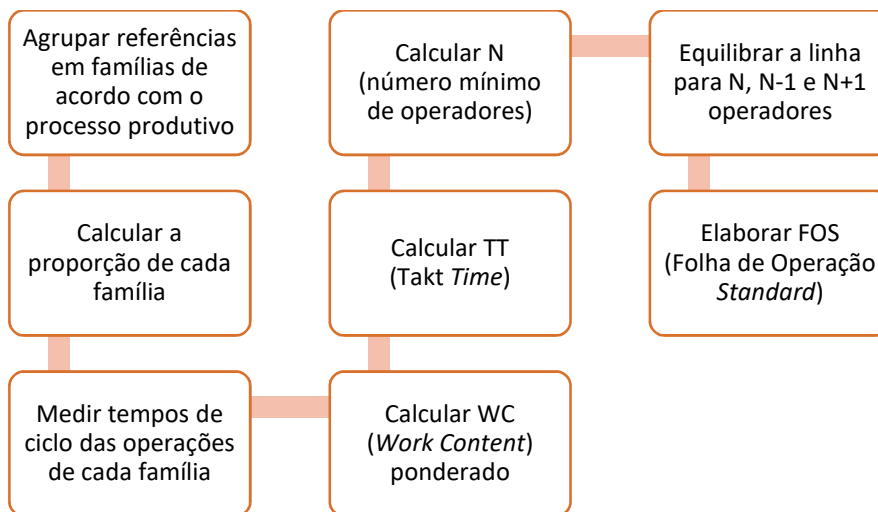 Agrupar referências
em famílias de
acordo com o
processo produtivo
Calcular a
proporção de cada
família
Medir tempos de
ciclo das operações
de cada família
Calcular WC
(Work Content)
ponderado
Calcular TT
(Takt Time)
Calcular N
(número mínimo
de operadores)
Equilibrar a linha
para N, N-1 e N+1
operadores
Elaborar FOS
(Folha de Operação
Standard)